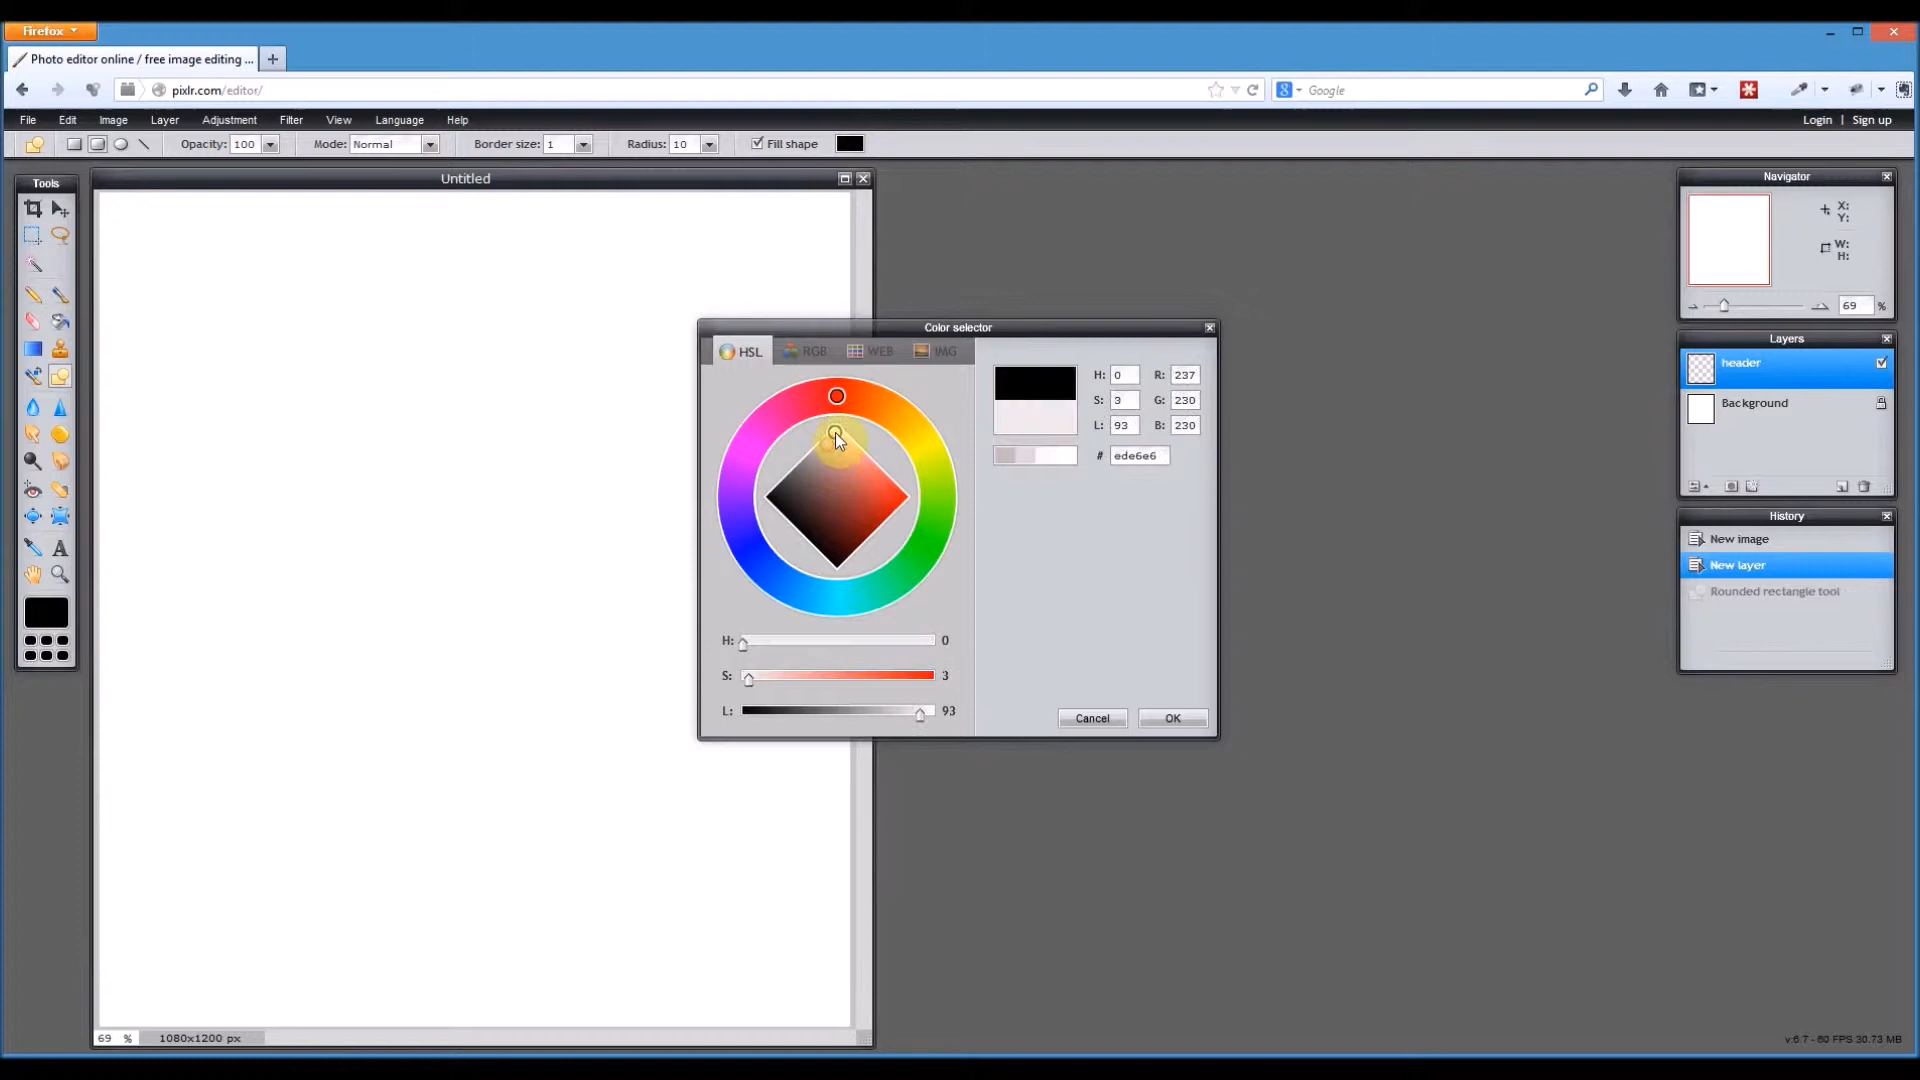 Firefox
Photo editor online / free image editing ...
pixlr.com/editor/
Google
File Edit Image Layer Adjustment Filter View Language Help
Login | Sign up
Opacity: 100 Mode: Normal Border size: 1 Radius: 10 Fill shape
Tools
Untitled
69 %
1080x1200 px
Color selector
HSL RGB WEB IMG
H: 0 R: 237
S: 3 G: 230
L: 93 B: 230
# ede6e6
H: 0
S: 3
L: 93
Cancel OK
Navigator
X:
Y:
W:
H:
69 %
Layers
header
Background
History
New image
New layer
Rounded rectangle tool
v:6.7 - 60 FPS 30.73 MB